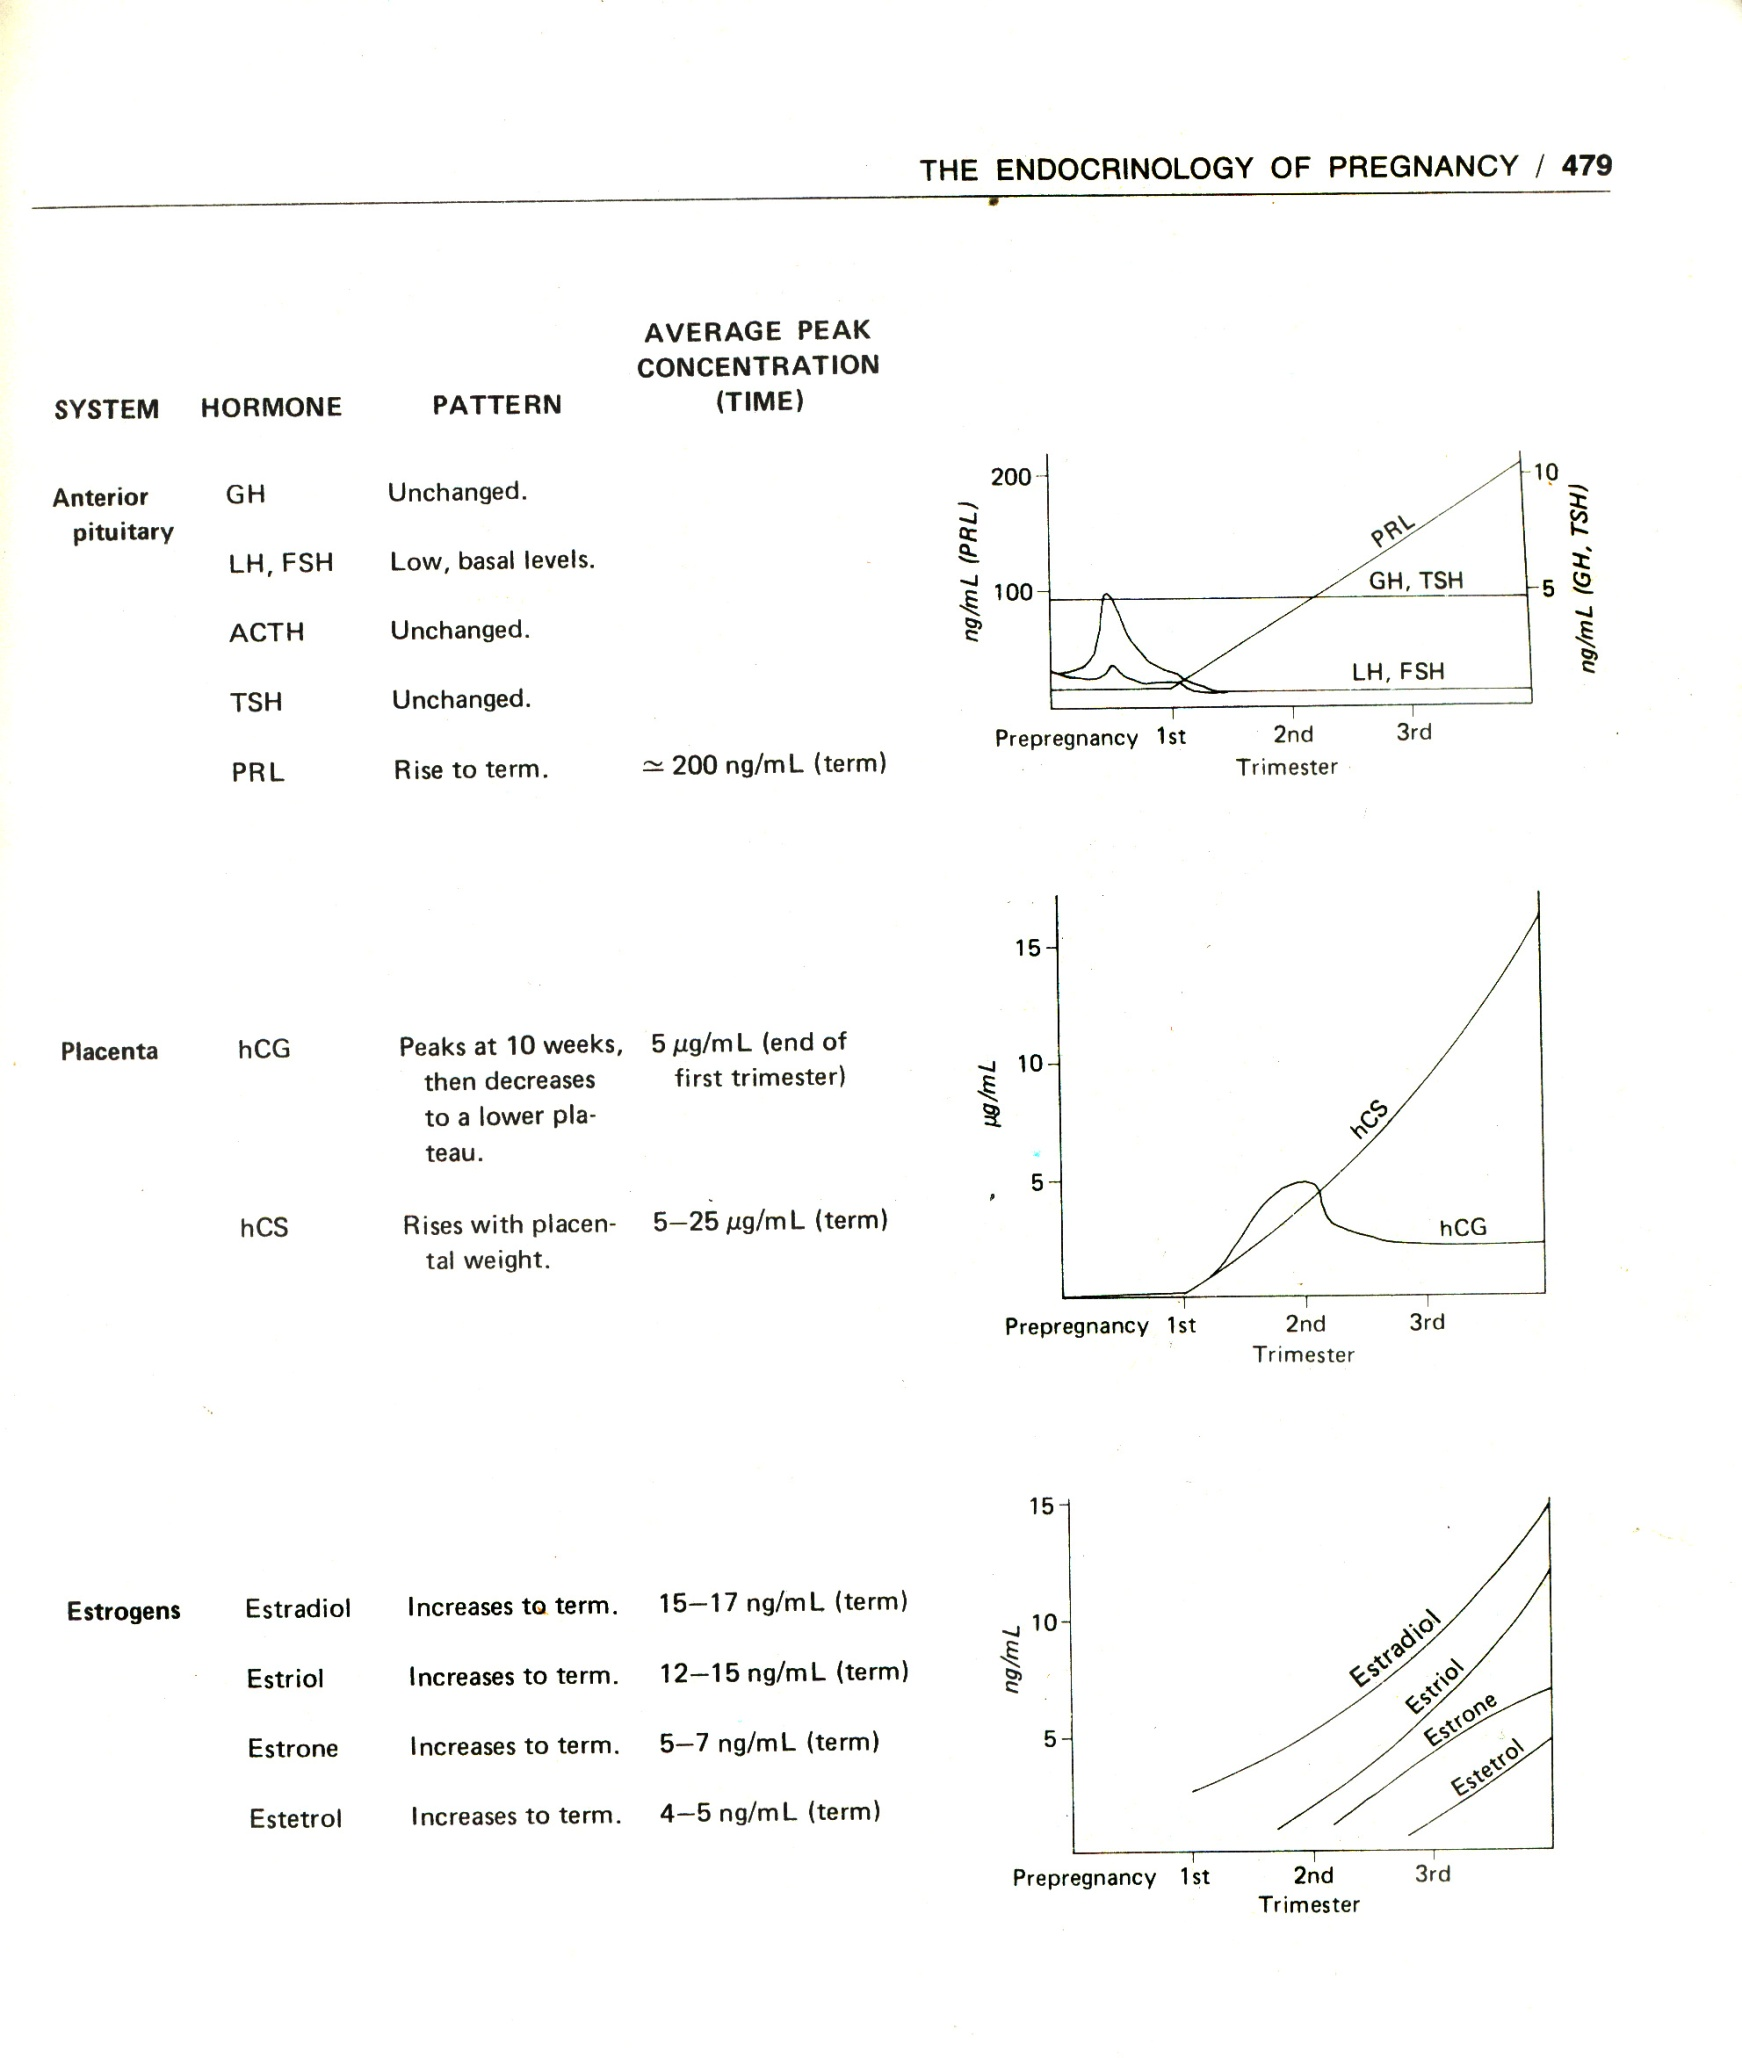 THE ENDOCRINOLOGY OF PREGNANCY / 479
AVERAGE PEAK
CONCENTRATION
SYSTEM HORMONE PATTERN (TIME)
Anterior GH Unchanged.
pituitary
LH, FSH Low, basal levels.
ACTH Unchanged.
TSH Unchanged.
PRL Rise to term. ≃ 200 ng/mL (term)
200
100
ng/mL (PRL)
10
5
ng/mL (GH, TSH)
PRL
GH, TSH
LH, FSH
Prepregnancy 1st 2nd 3rd
Trimester
Placenta hCG Peaks at 10 weeks, 5 µg/mL (end of
then decreases first trimester)
to a lower pla-
teau.
hCS Rises with placen- 5–25 µg/mL (term)
tal weight.
15
10
5
µg/mL
hCS
hCG
Prepregnancy 1st 2nd 3rd
Trimester
Estrogens Estradiol Increases to term. 15–17 ng/mL (term)
Estriol Increases to term. 12–15 ng/mL (term)
Estrone Increases to term. 5–7 ng/mL (term)
Estetrol Increases to term. 4–5 ng/mL (term)
15
10
5
ng/mL
Estradiol
Estriol
Estrone
Estetrol
Prepregnancy 1st 2nd 3rd
Trimester